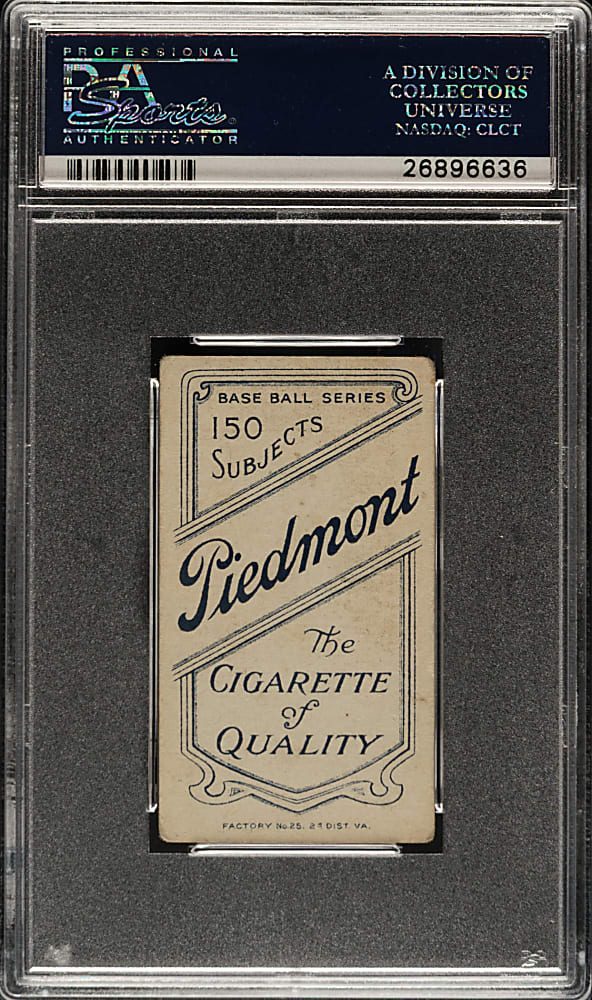 PROFESSIONAL
PSA
Sports
AUTHENTICATOR
A DIVISION OF
COLLECTORS
UNIVERSE
NASDAQ: CLCT
26896636
BASE BALL SERIES
150
SUBJECTS
Piedmont
The
CIGARETTE
of
QUALITY
FACTORY No. 25. 2d DIST. VA.